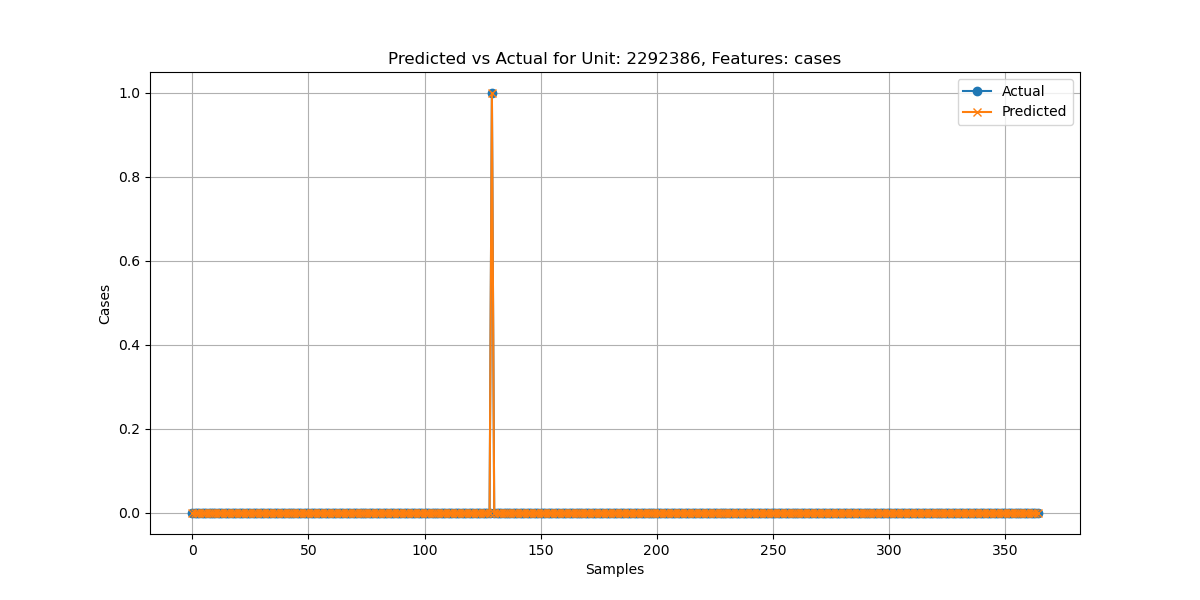 Predicted vs Actual for Unit: 2292386, Features: cases
Actual
Predicted
1.0
0.8
0.6
0.4
0.2
0.0
Cases
0 50 100 150 200 250 300 350
Samples